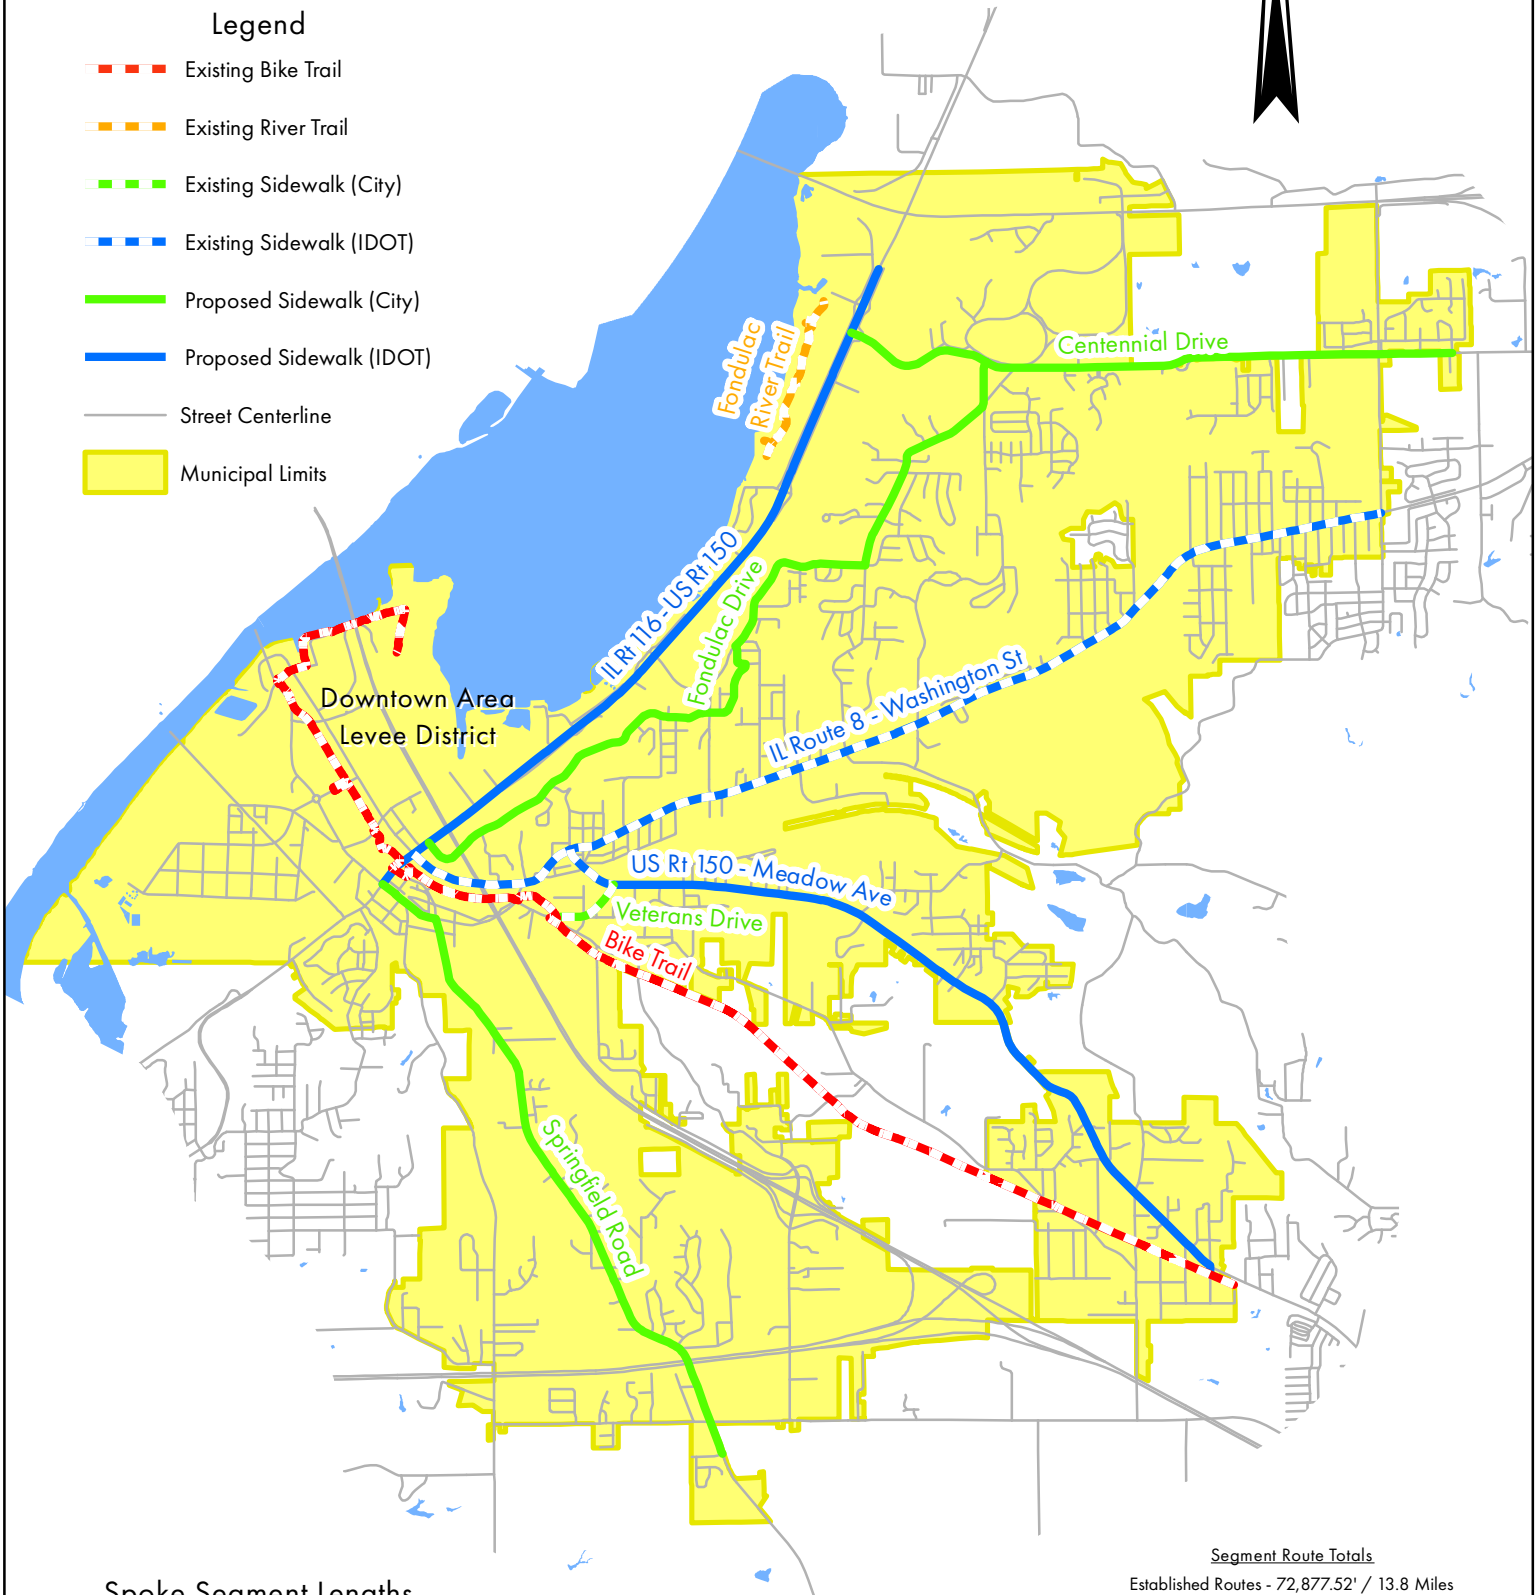 Legend
Existing Bike Trail
Existing River Trail
Existing Sidewalk (City)
Existing Sidewalk (IDOT)
Proposed Sidewalk (City)
Proposed Sidewalk (IDOT)
Street Centerline
Municipal Limits
Centennial Drive
Fondulac
River Trail
IL Rt 116 - US Rt 150
Fondulac Drive
IL Route 8 - Washington St
Downtown Area
Levee District
US Rt 150 - Meadow Ave
Veterans Drive
Bike Trail
Springfield Road
Segment Route Totals
Established Routes - 72,877.52' / 13.8 Miles
Spoke Segment Lengths